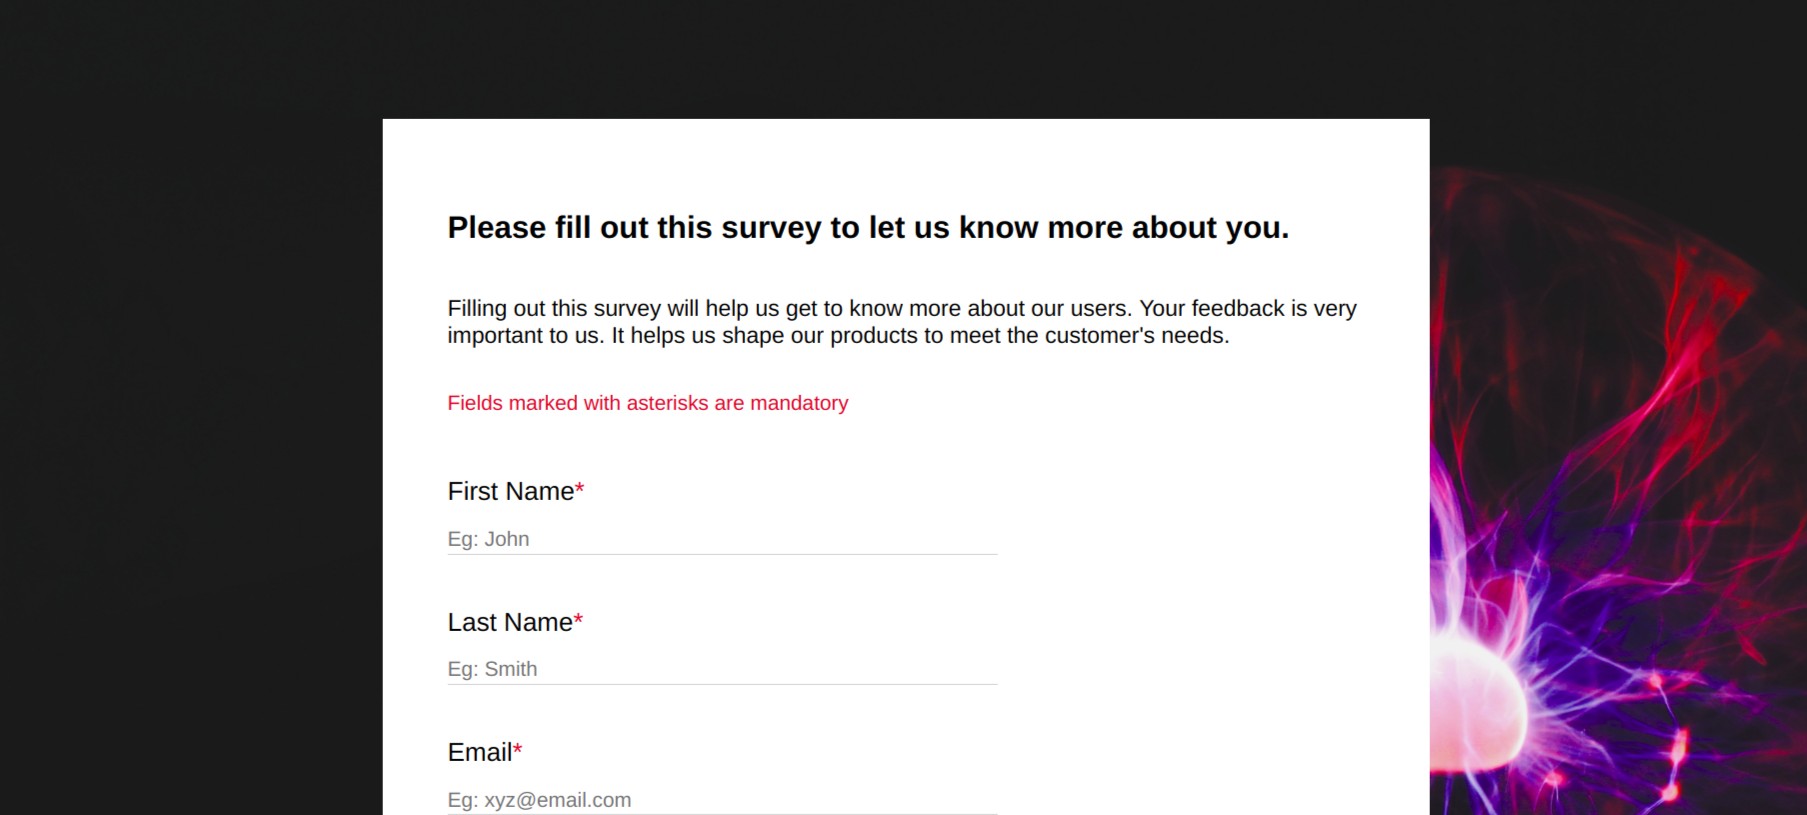 Please fill out this survey to let us know more about you.
Filling out this survey will help us get to know more about our users. Your feedback is very
important to us. It helps us shape our products to meet the customer's needs.
Fields marked with asterisks are mandatory
First Name*
Eg: John
Last Name*
Eg: Smith
Email*
Eg: xyz@email.com